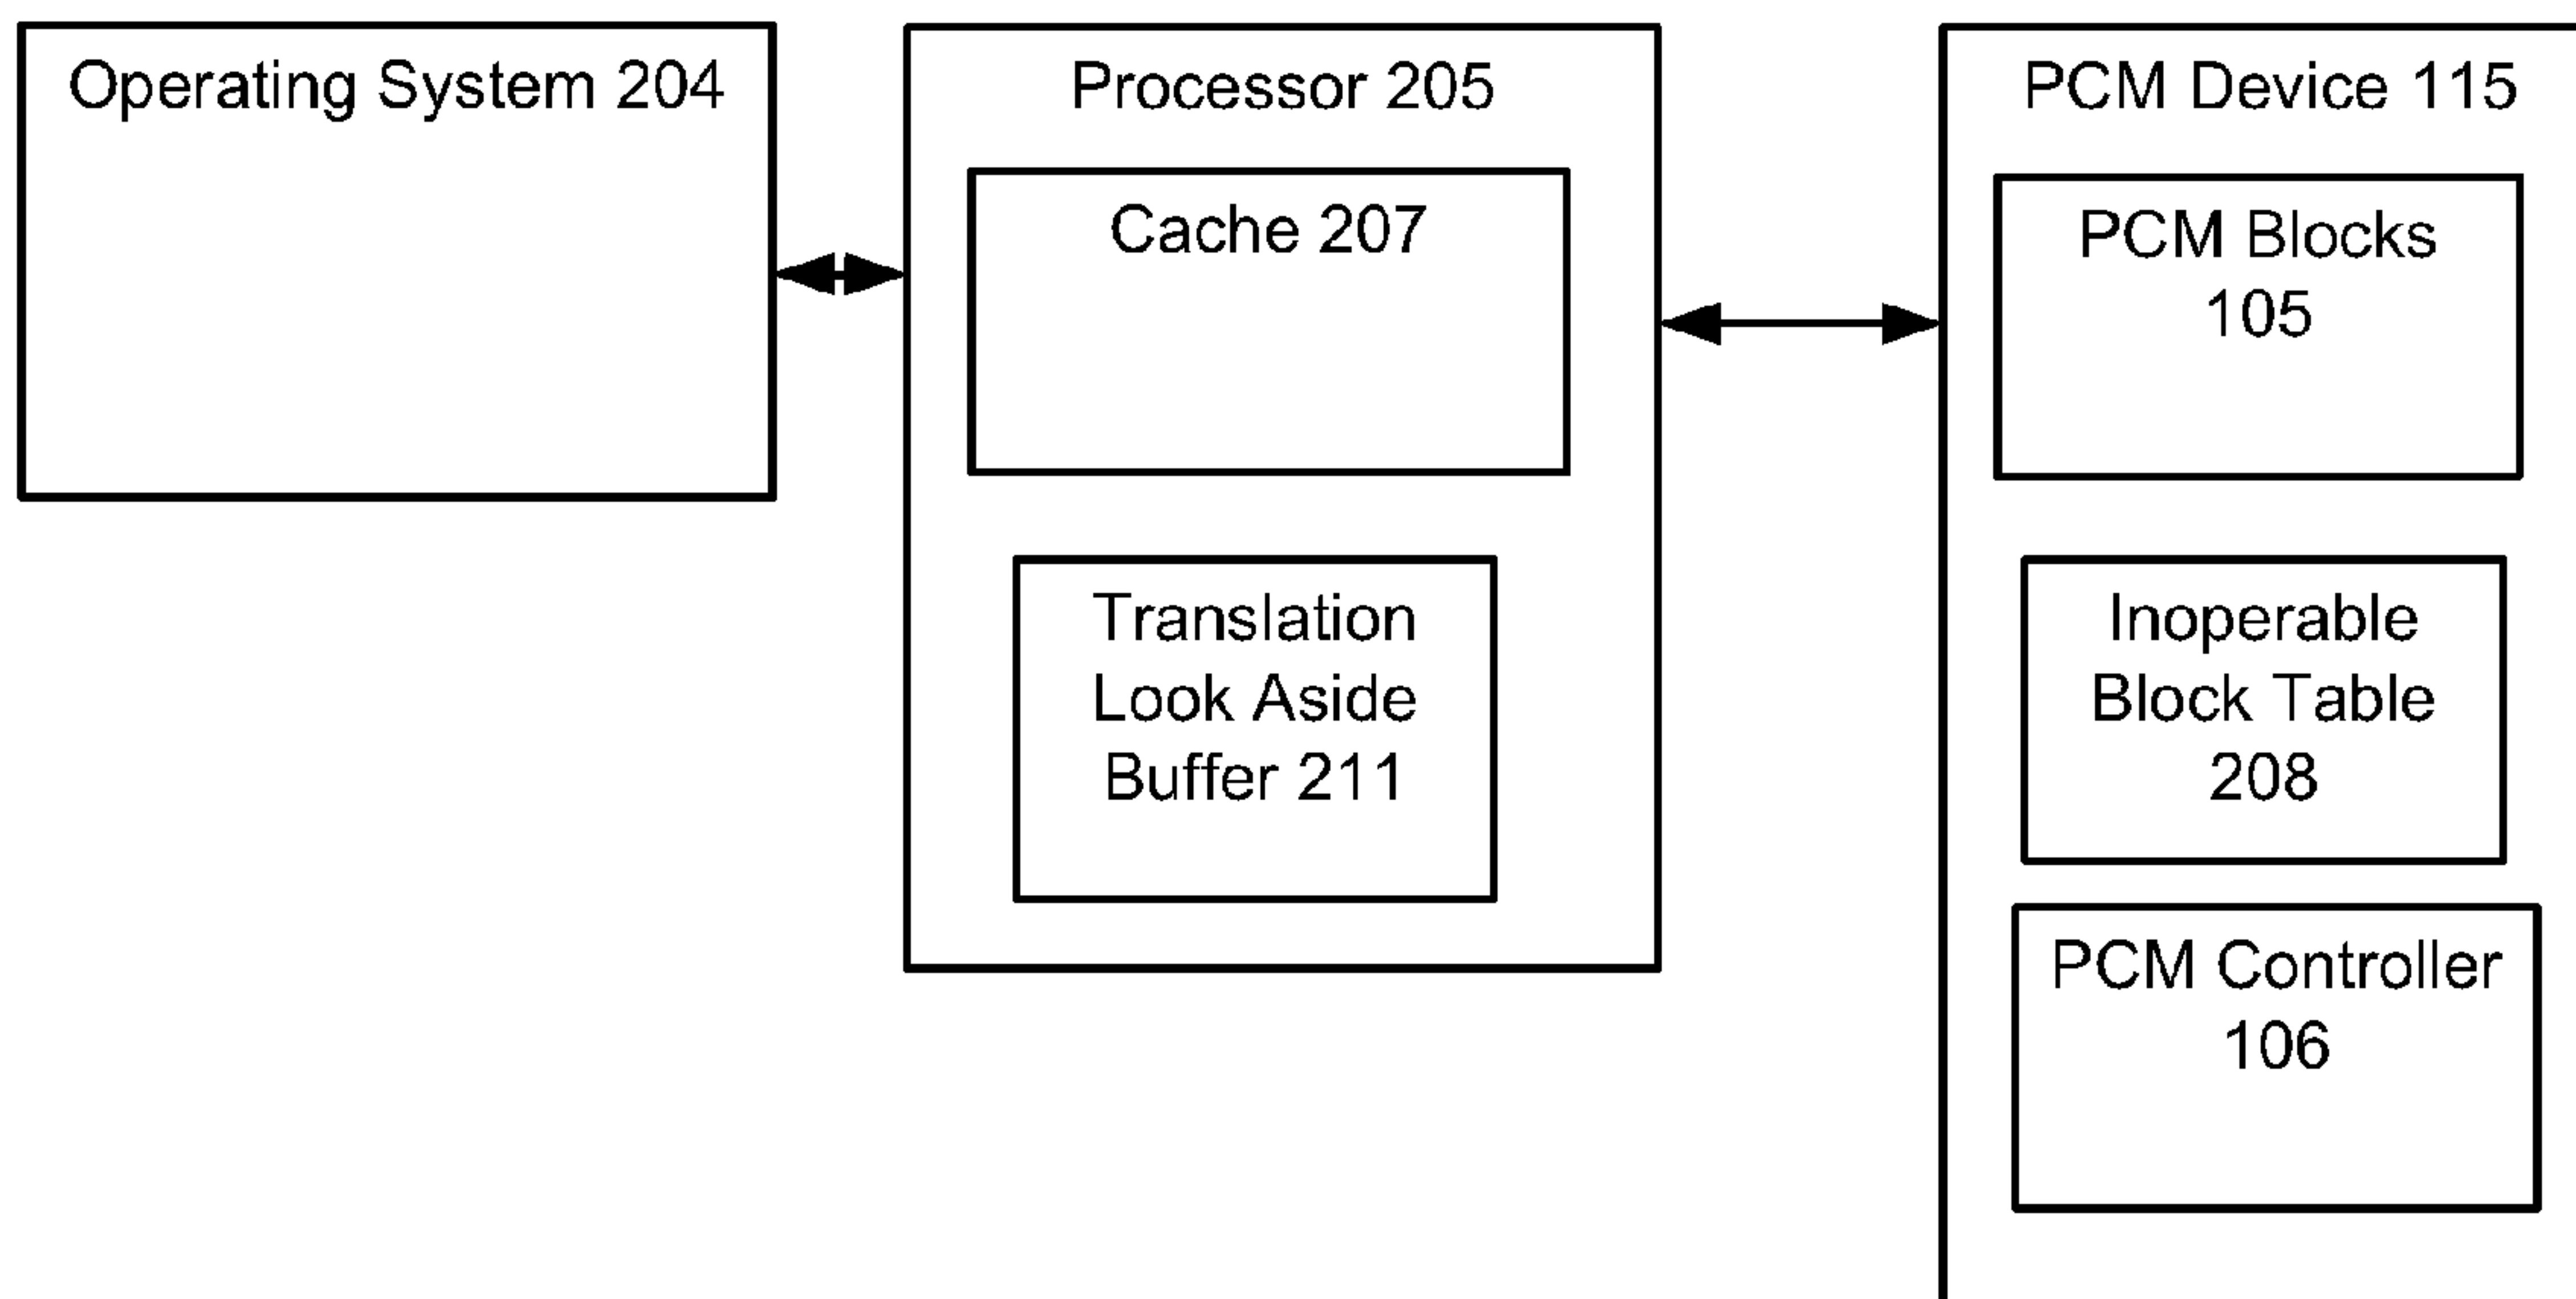 Operating System 204
Processor 205
Cache 207
Translation
Look Aside
Buffer 211
PCM Device 115
PCM Blocks
105
Inoperable
Block Table
208
PCM Controller
106